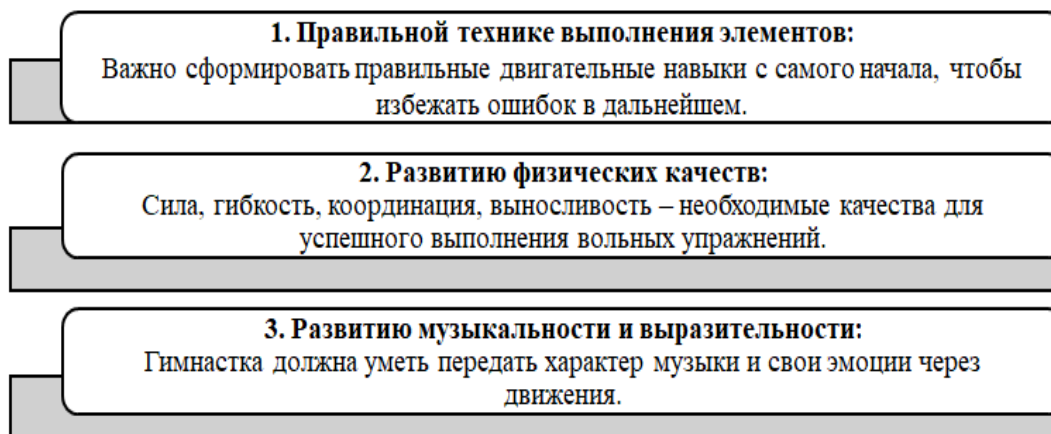 1. Правильной технике выполнения элементов:
Важно сформировать правильные двигательные навыки с самого начала, чтобы
избежать ошибок в дальнейшем.
2. Развитию физических качеств:
Сила, гибкость, координация, выносливость – необходимые качества для
успешного выполнения вольных упражнений.
3. Развитию музыкальности и выразительности:
Гимнастка должна уметь передать характер музыки и свои эмоции через
движения.